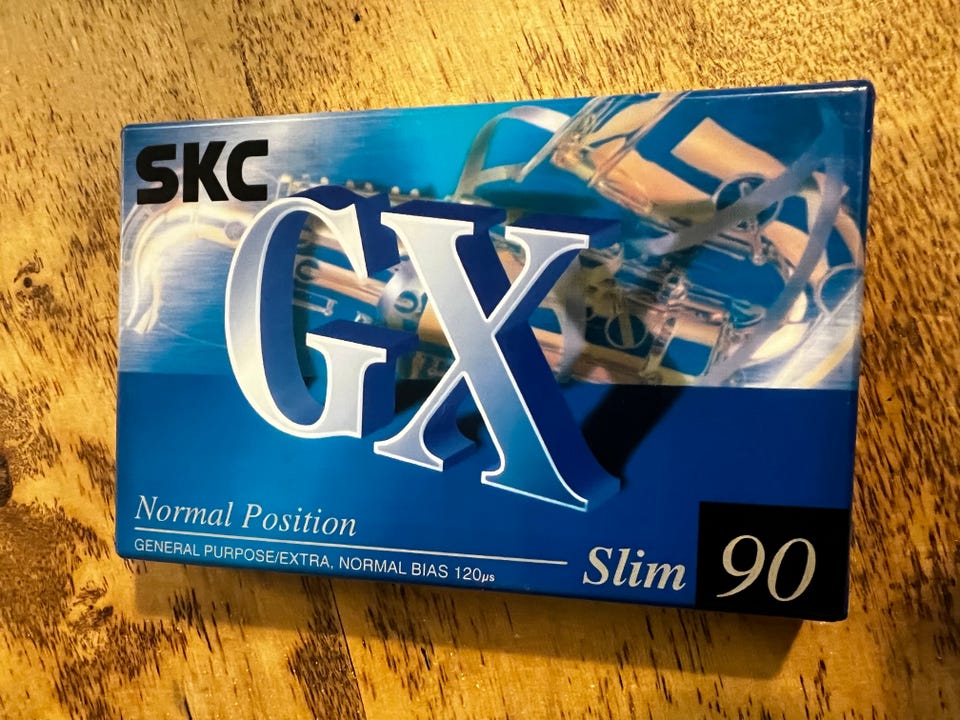 SKC
GX
Normal Position
GENERAL PURPOSE/EXTRA, NORMAL BIAS 120µs
Slim 90